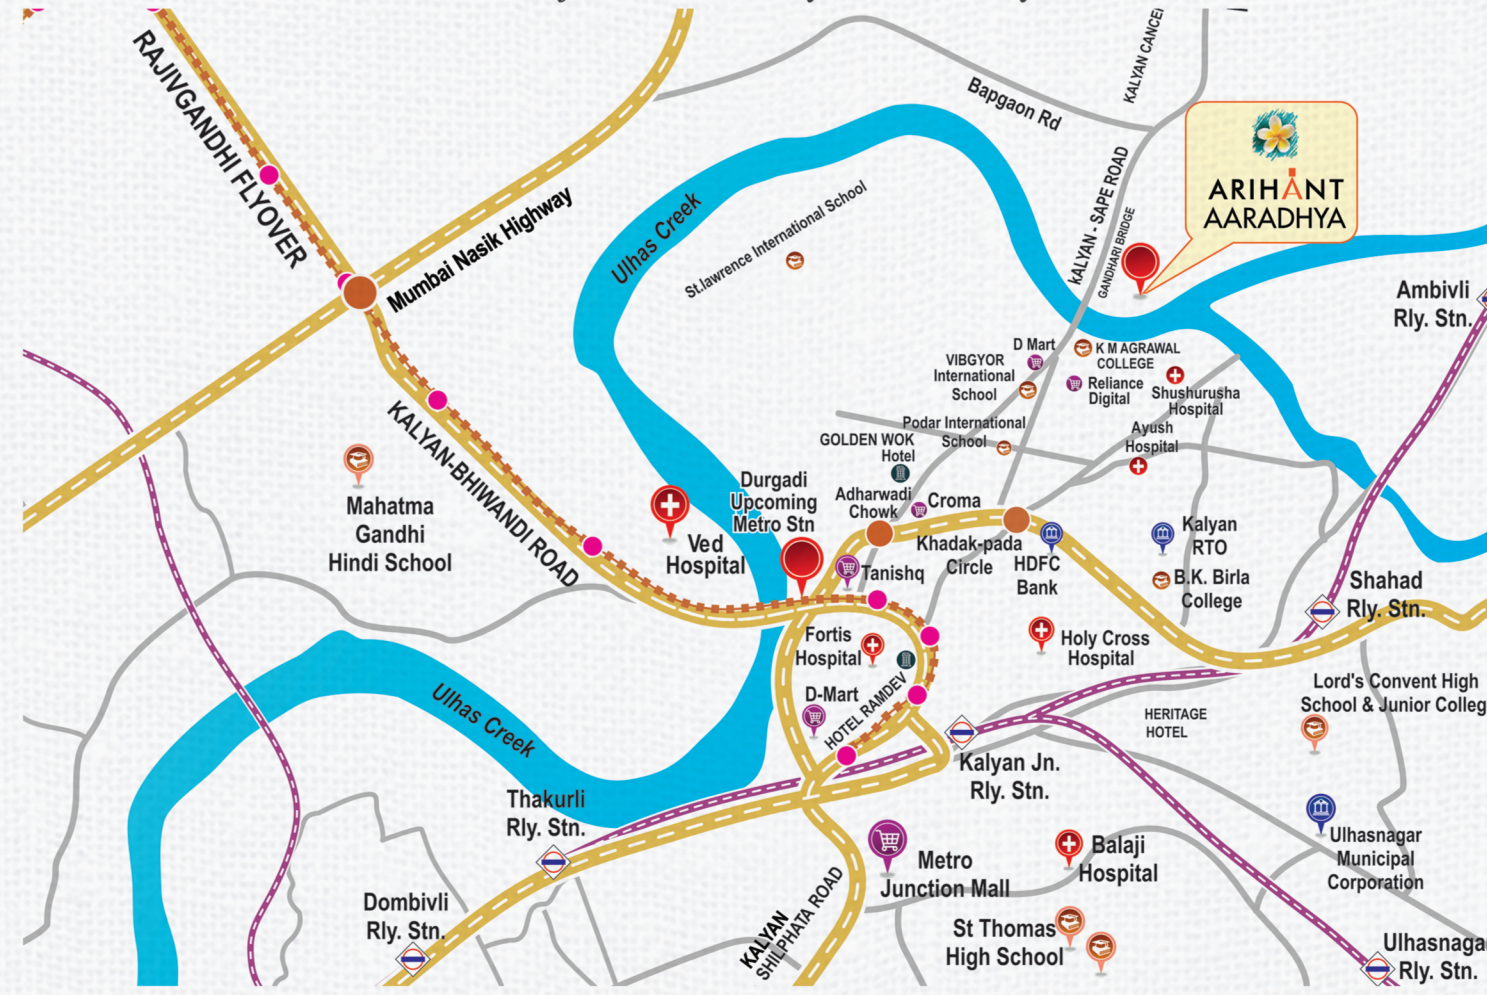 RAJIVGANDHI FLYOVER
Mumbai Nasik Highway
Bapgaon Rd
KALYAN - SAPE ROAD
GANDHARI BRIDGE
ARIHANT
AARADHYA
Ulhas Creek
St.lawrence International School
Ambivli
Rly. Stn.
D Mart
K M AGRAWAL
COLLEGE
VIBGYOR
International
School
Reliance
Digital
Shushurusha
Hospital
Podar International
School
Ayush
Hospital
GOLDEN WOK
Hotel
KALYAN-BHIWANDI ROAD
Mahatma
Gandhi
Hindi School
Durgadi
Upcoming
Metro Stn
Adharwadi
Chowk
Croma
Ved
Hospital
Tanishq
Khadak-pada
Circle
HDFC
Bank
Kalyan
RTO
B.K. Birla
College
Shahad
Rly. Stn.
Fortis
Hospital
Holy Cross
Hospital
D-Mart
HOTEL RAMDEV
Lord's Convent High
School & Junior Colleg
HERITAGE
HOTEL
Ulhas Creek
Kalyan Jn.
Rly. Stn.
Thakurli
Rly. Stn.
Metro
Junction Mall
Balaji
Hospital
Ulhasnagar
Municipal
Corporation
Dombivli
Rly. Stn.
KALYAN
SHILPHATA ROAD
St Thomas
High School
Ulhasnaga
Rly. Stn.